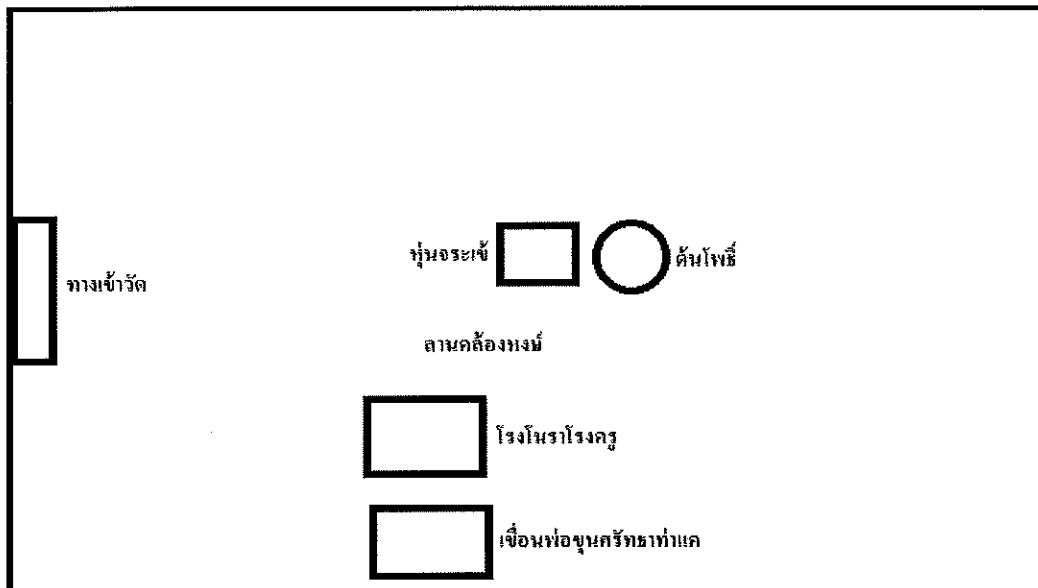 หุ่นจระเข้
ต้นโพธิ์
ทางเข้าวัด
ลานคล้องหงษ์
โรงโนราโรงครู
เขื่อนพ่อขุนศรัทธาท่าแค